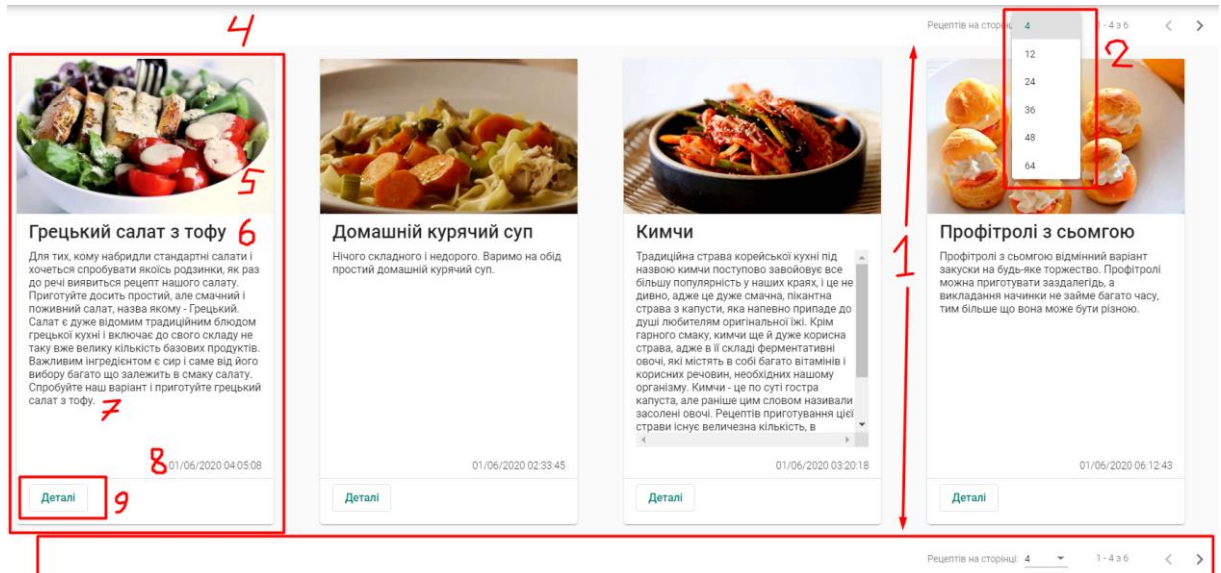 4
Рецептів на сторінці 4 1 - 4 з 6
12
24
36
48
64
2
5
1
Грецький салат з тофу 6
Для тих, кому набридли стандартні салати і
хочеться спробувати якоїсь родзинки, як раз
до речі виявиться рецепт нашого салату.
Приготуйте досить простий, але смачний і
поживний салат, назва якому - Грецький.
Салат є дуже відомим традиційним блюдом
грецької кухні і включає до свого складу не
таку вже велику кількість базових продуктів.
Важливим інгредієнтом є сир і саме від його
вибору багато що залежить в смаку салату.
Спробуйте наш варіант і приготуйте грецький
салат з тофу.
7
8 01/06/2020 04:05:08
Деталі 9
Домашній курячий суп
Нічого складного і недорого. Варимо на обід
простий домашній курячий суп.
01/06/2020 02:33:45
Деталі
Кимчи
Традиційна страва корейської кухні під
назвою кимчи поступово завойовує все
більшу популярність у наших краях, і це не
дивно, адже це дуже смачна, пікантна
страва з капусти, яка напевно припаде до
душі любителям оригінальної їжі. Крім
гарного смаку, кимчи ще й дуже корисна
страва, адже в її складі ферментативні
овочі, які містять в собі багато вітамінів і
корисних речовин, необхідних нашому
організму. Кимчи - це по суті гостра
капуста, але раніше цим словом називали
засолені овочі. Рецептів приготування цієї
страви існує величезна кількість, в
01/06/2020 03:20:18
Деталі
Профітролі з сьомгою
Профітролі з сьомгою відмінний варіант
закуски на будь-яке торжество. Профітролі
можна приготувати заздалегідь, а
викладання начинки не займе багато часу,
тим більше що вона може бути різною.
01/06/2020 06:12:43
Деталі
Рецептів на сторінці: 4 1 - 4 з 6